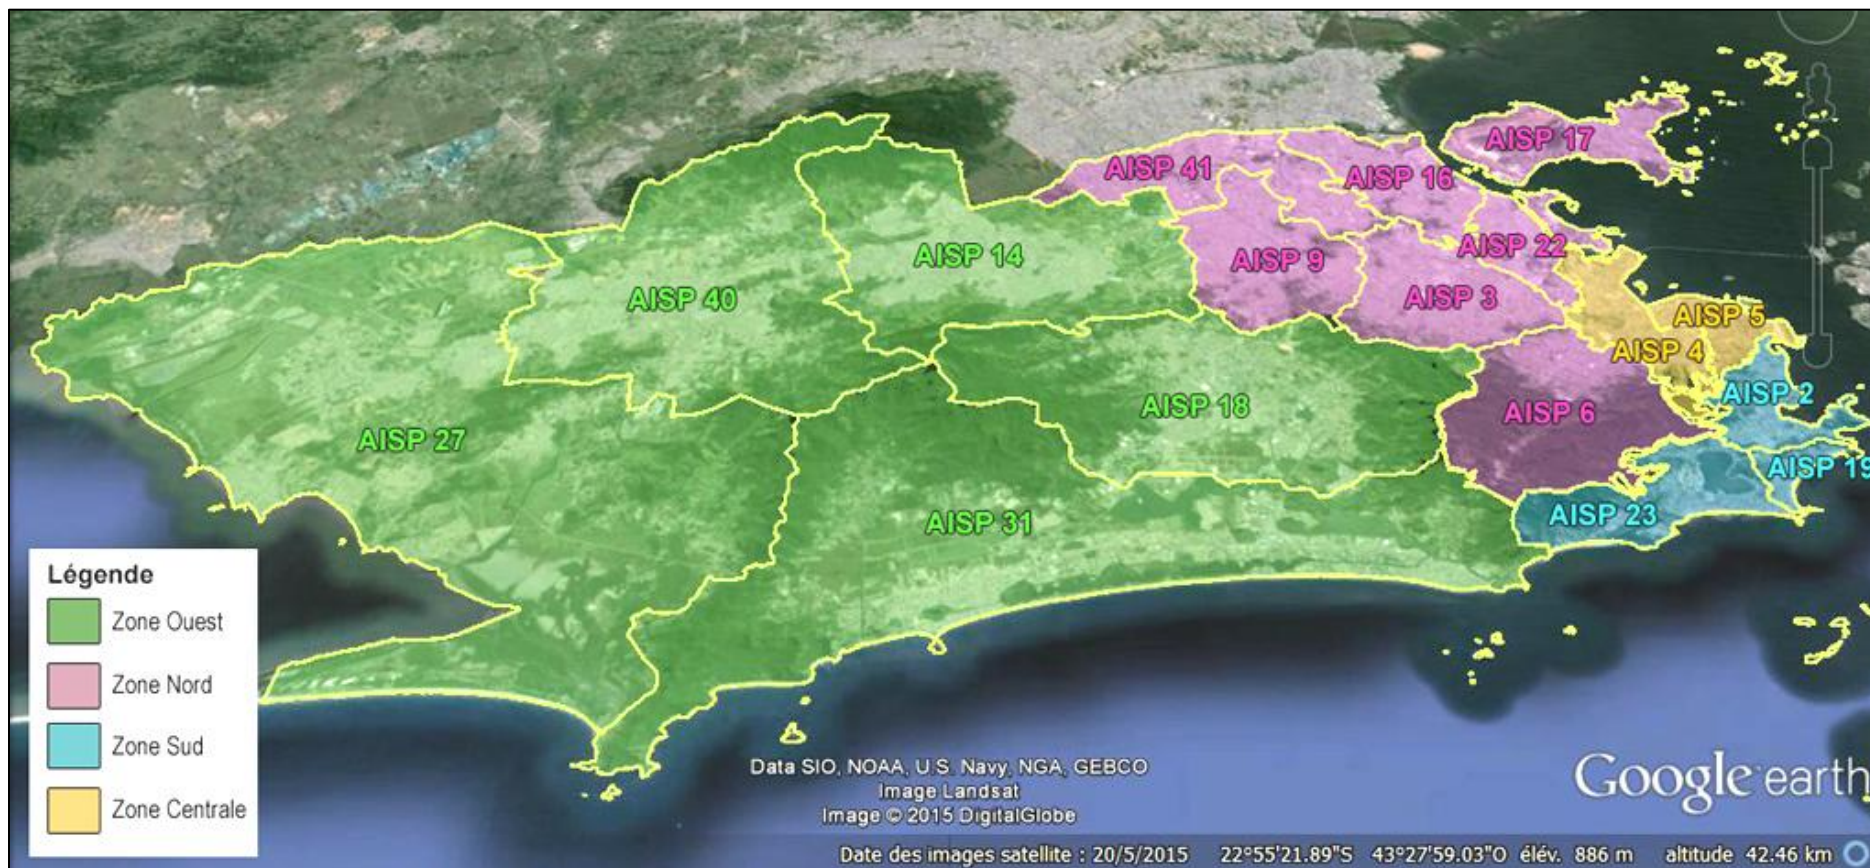 AISP 17
AISP 41
AISP 16
AISP 14
AISP 9
AISP 22
AISP 40
AISP 3
AISP 5
AISP 4
AISP 2
AISP 18
AISP 6
AISP 27
AISP 19
AISP 31
AISP 23
Légende
Zone Ouest
Zone Nord
Zone Sud
Zone Centrale
Data SIO, NOAA, U.S. Navy, NGA, GEBCO
Image Landsat
Image © 2015 DigitalGlobe
Google earth
Date des images satellite : 20/5/2015 22°55'21.89"S 43°27'59.03"O élév. 886 m altitude 42.46 km